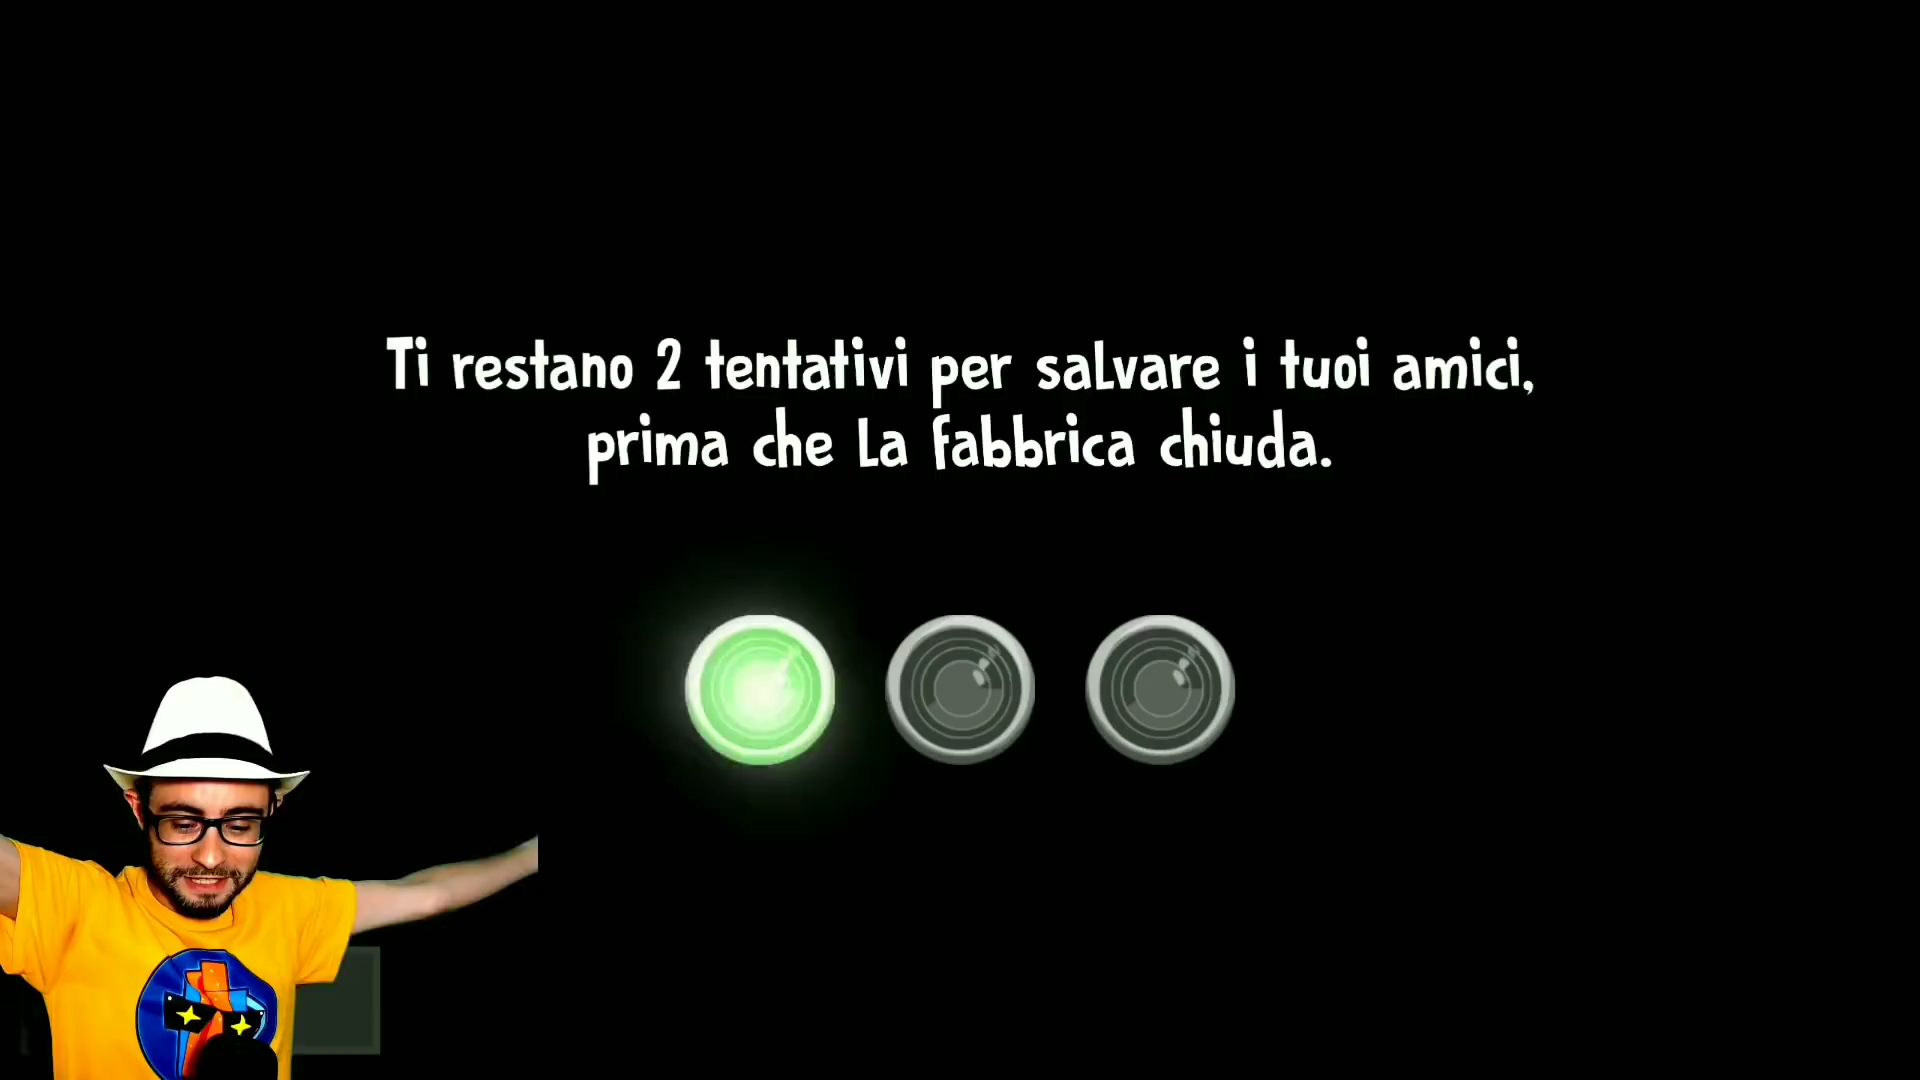 Ti restano 2 tentativi per salvare i tuoi amici,
prima che la fabbrica chiuda.